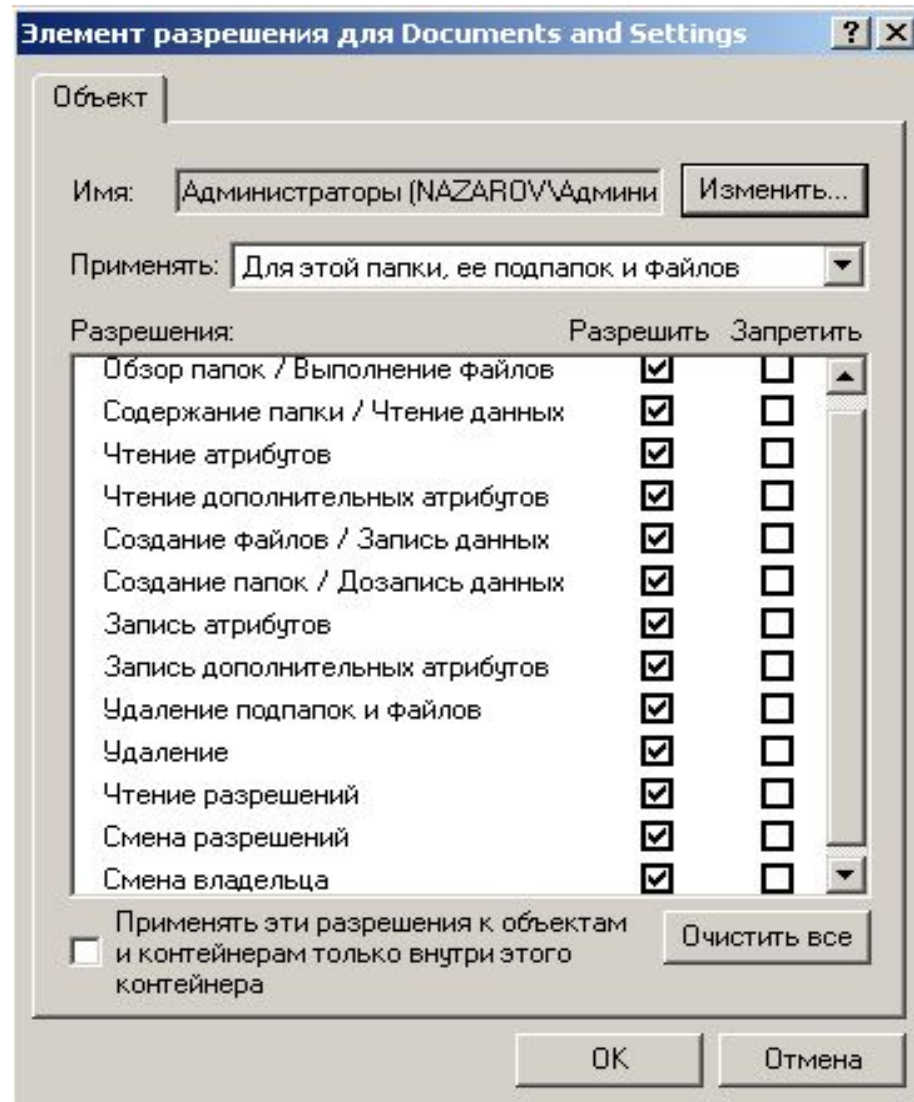 Элемент разрешения для Documents and Settings
Объект
Имя: Администраторы (NAZAROV\Админи Изменить...
Применять: Для этой папки, ее подпапок и файлов
Разрешения: Разрешить Запретить
Обзор папок / Выполнение файлов
Содержание папки / Чтение данных
Чтение атрибутов
Чтение дополнительных атрибутов
Создание файлов / Запись данных
Создание папок / Дозапись данных
Запись атрибутов
Запись дополнительных атрибутов
Удаление подпапок и файлов
Удаление
Чтение разрешений
Смена разрешений
Смена владельца
Применять эти разрешения к объектам
и контейнерам только внутри этого
контейнера
Очистить все
OK Отмена